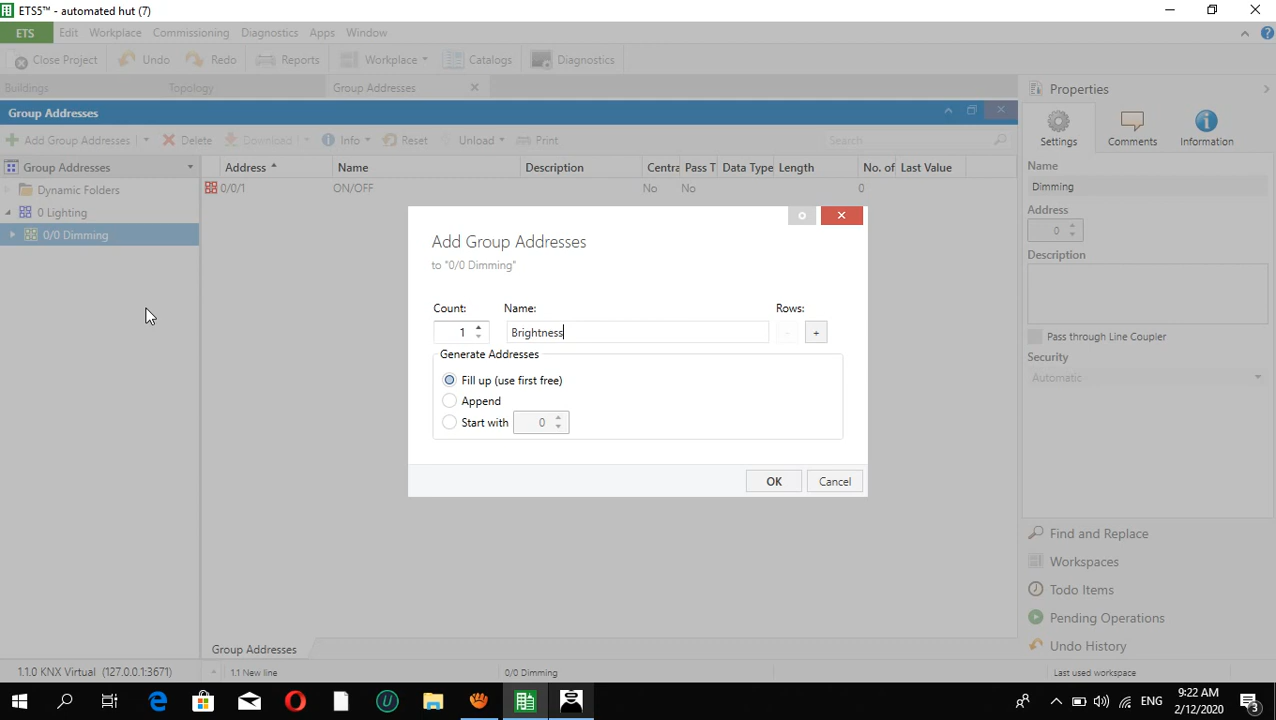 ETS5™ - automated hut (7)
ETS Edit Workplace Commissioning Diagnostics Apps Window
Close Project Undo Redo Reports Workplace Catalogs Diagnostics
Buildings Topology Group Addresses
Group Addresses
Add Group Addresses Delete Download Info Reset Unload Print Search
Group Addresses
Dynamic Folders
0 Lighting
0/0 Dimming
Address Name Description Centra Pass T Data Type Length No. of Last Value
0/0/1 ON/OFF No No 0
Add Group Addresses
to "0/0 Dimming"
Count: Name: Rows:
1 Brightness - +
Generate Addresses
Fill up (use first free)
Append
Start with 0
OK Cancel
Properties
Settings Comments Information
Name
Dimming
Address
0
Description
Pass through Line Coupler
Security
Automatic
Find and Replace
Workspaces
Todo Items
Pending Operations
Undo History
Group Addresses
1.1.0 KNX Virtual (127.0.0.1:3671) 1.1 New line 0/0 Dimming Last used workspace
ENG
9:22 AM
2/12/2020
3